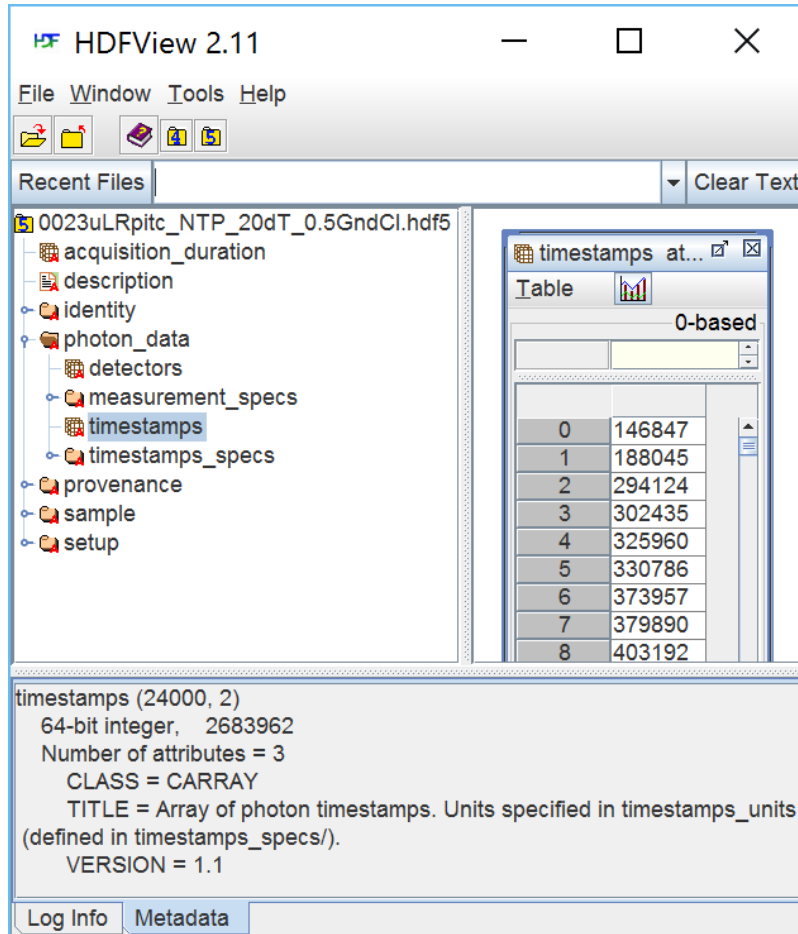 HDF HDFView 2.11
File Window Tools Help
4 5
Recent Files Clear Text
5 0023uLRpitc_NTP_20dT_0.5GndCl.hdf5
acquisition_duration
description
identity
photon_data
detectors
measurement_specs
timestamps
timestamps_specs
provenance
sample
setup
timestamps at...
Table
0-based
0 146847
1 188045
2 294124
3 302435
4 325960
5 330786
6 373957
7 379890
8 403192
timestamps (24000, 2)
64-bit integer, 2683962
Number of attributes = 3
CLASS = CARRAY
TITLE = Array of photon timestamps. Units specified in timestamps_units
(defined in timestamps_specs/).
VERSION = 1.1
Log Info Metadata